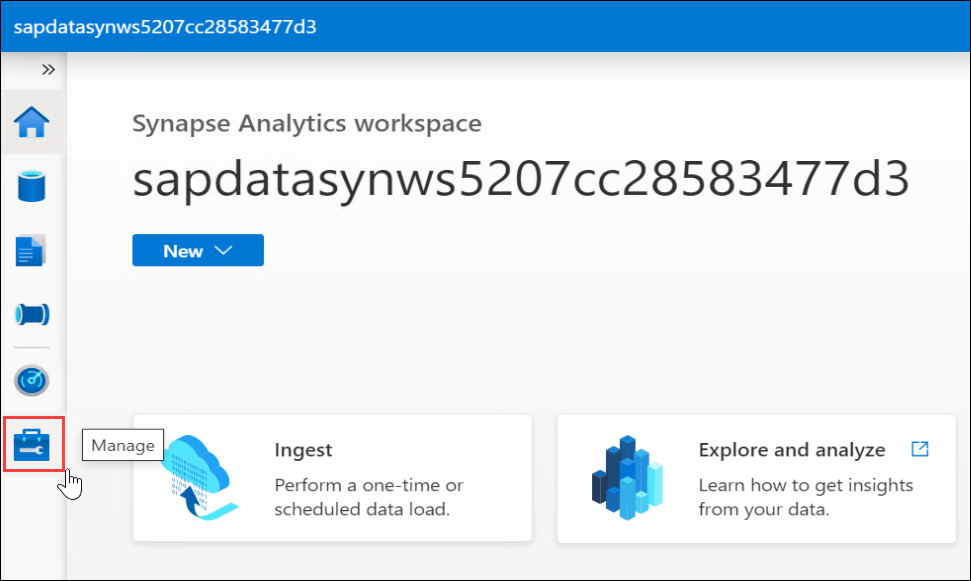 sapdatasynws5207cc28583477d3
Synapse Analytics workspace
sapdatasynws5207cc28583477d3
New
Manage
Ingest
Perform a one-time or
scheduled data load.
Explore and analyze
Learn how to get insights
from your data.